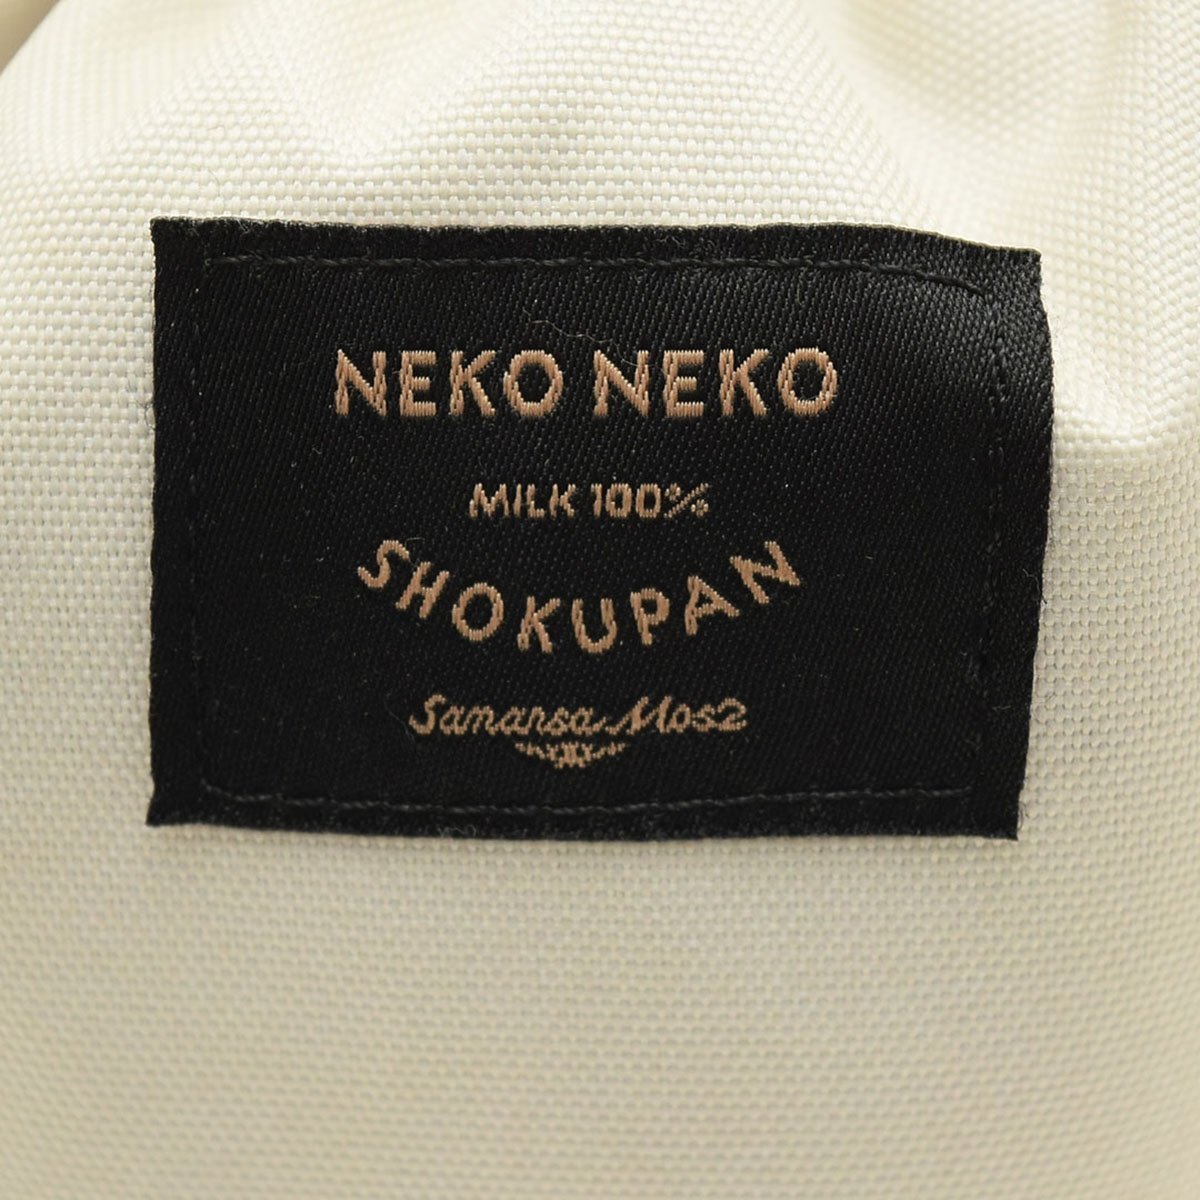 NEKO NEKO
MILK 100%
SHOKUPAN
Samansa Mos2